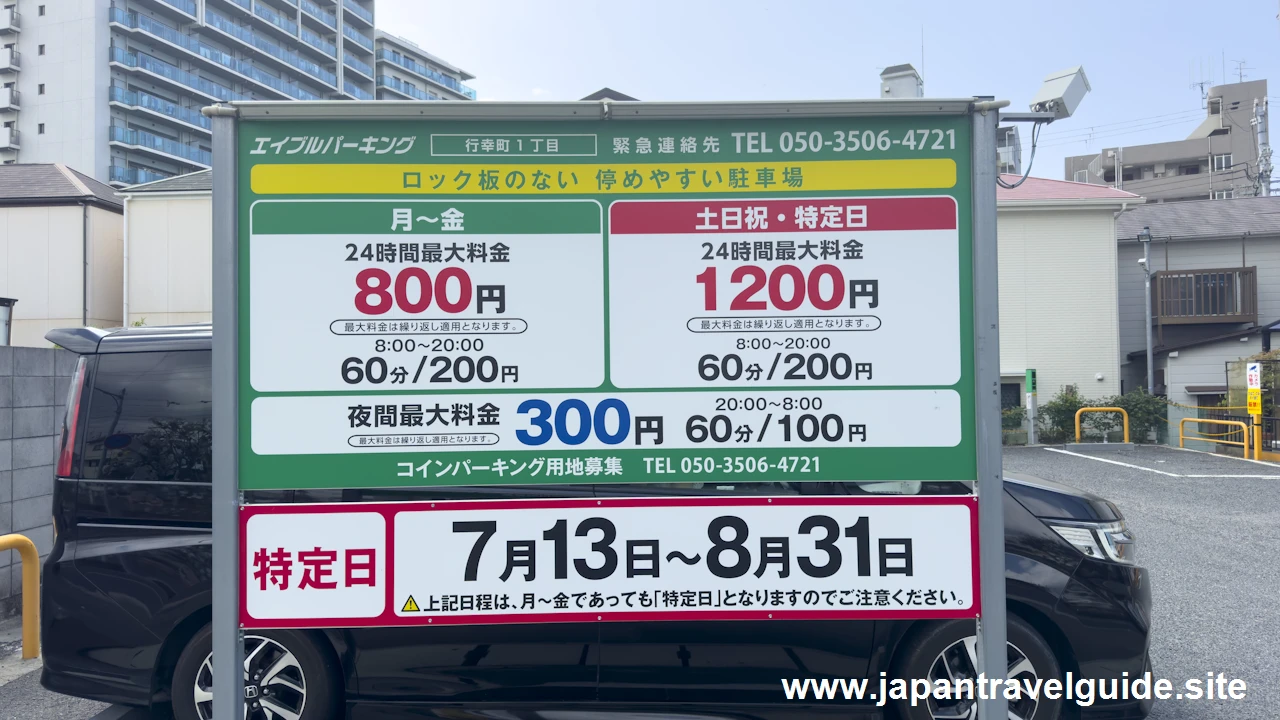 エイブルパーキング 行幸町1丁目 緊急連絡先 TEL 050-3506-4721
ロック板のない 停めやすい駐車場
月〜金
24時間最大料金
800円
最大料金は繰り返し適用となります。
8:00〜20:00
60分/200円
土日祝・特定日
24時間最大料金
1200円
最大料金は繰り返し適用となります。
8:00〜20:00
60分/200円
夜間最大料金 300円
最大料金は繰り返し適用となります。
20:00〜8:00
60分/100円
コインパーキング用地募集 TEL 050-3506-4721
特定日
7月13日〜8月31日
上記日程は、月〜金であっても「特定日」となりますのでご注意ください。
www.japantravelguide.site